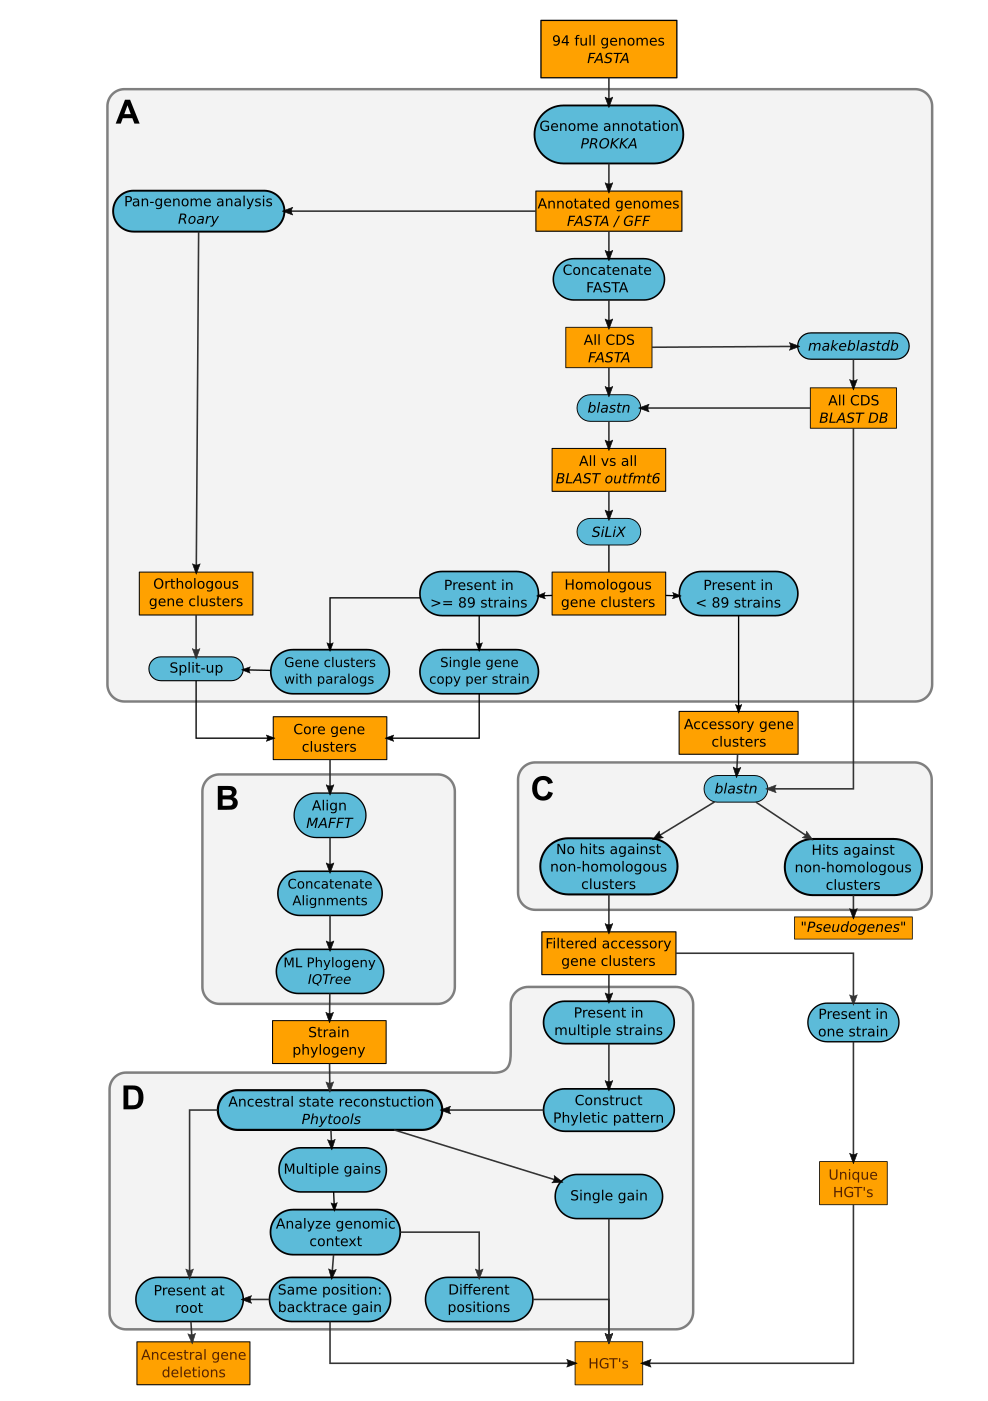 94 full genomes
FASTA
A
Genome annotation
PROKKA
Pan-genome analysis
Roary
Annotated genomes
FASTA / GFF
Concatenate
FASTA
All CDS
FASTA
makeblastdb
All CDS
BLAST DB
blastn
All vs all
BLAST outfmt6
SiLiX
Orthologous
gene clusters
Present in
>= 89 strains
Homologous
gene clusters
Present in
< 89 strains
Split-up
Gene clusters
with paralogs
Single gene
copy per strain
Core gene
clusters
Accessory gene
clusters
B
Align
MAFFT
Concatenate
Alignments
ML Phylogeny
IQTree
Strain
phylogeny
C
blastn
No hits against
non-homologous
clusters
Hits against
non-homologous
clusters
"Pseudogenes"
Filtered accessory
gene clusters
Present in
multiple strains
Present in
one strain
D
Ancestral state reconstuction
Phytools
Construct
Phyletic pattern
Multiple gains
Single gain
Unique
HGT's
Analyze genomic
context
Present at
root
Same position:
backtrace gain
Different
positions
Ancestral gene
deletions
HGT's